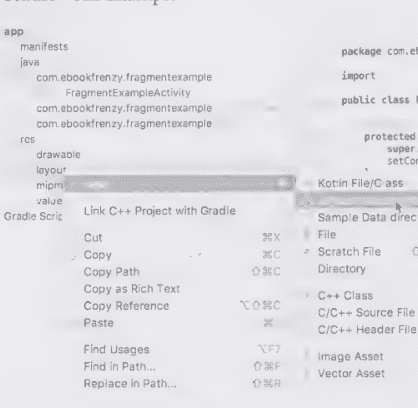 app
manifests
java
com.ebookfrenzy.fragmentexample
FragmentExampleActivity
com.ebookfrenzy.fragmentexample
com.ebookfrenzy.fragmentexample
res
drawable
layout
mipm
value
Gradle Scrip
package com.eb
import
public class
protected
super.
setCon
Link C++ Project with Gradle
Cut ⌘X
Copy ⌘C
Copy Path ⇧⌘C
Copy as Rich Text
Copy Reference ⌥⇧⌘C
Paste ⌘
Find Usages ⌥F7
Find in Path... ⇧⌘F
Replace in Path... ⇧⌘R
Kotlin File/Class
Sample Data direc
File
Scratch File
Directory
C++ Class
C/C++ Source File
C/C++ Header File
Image Asset
Vector Asset